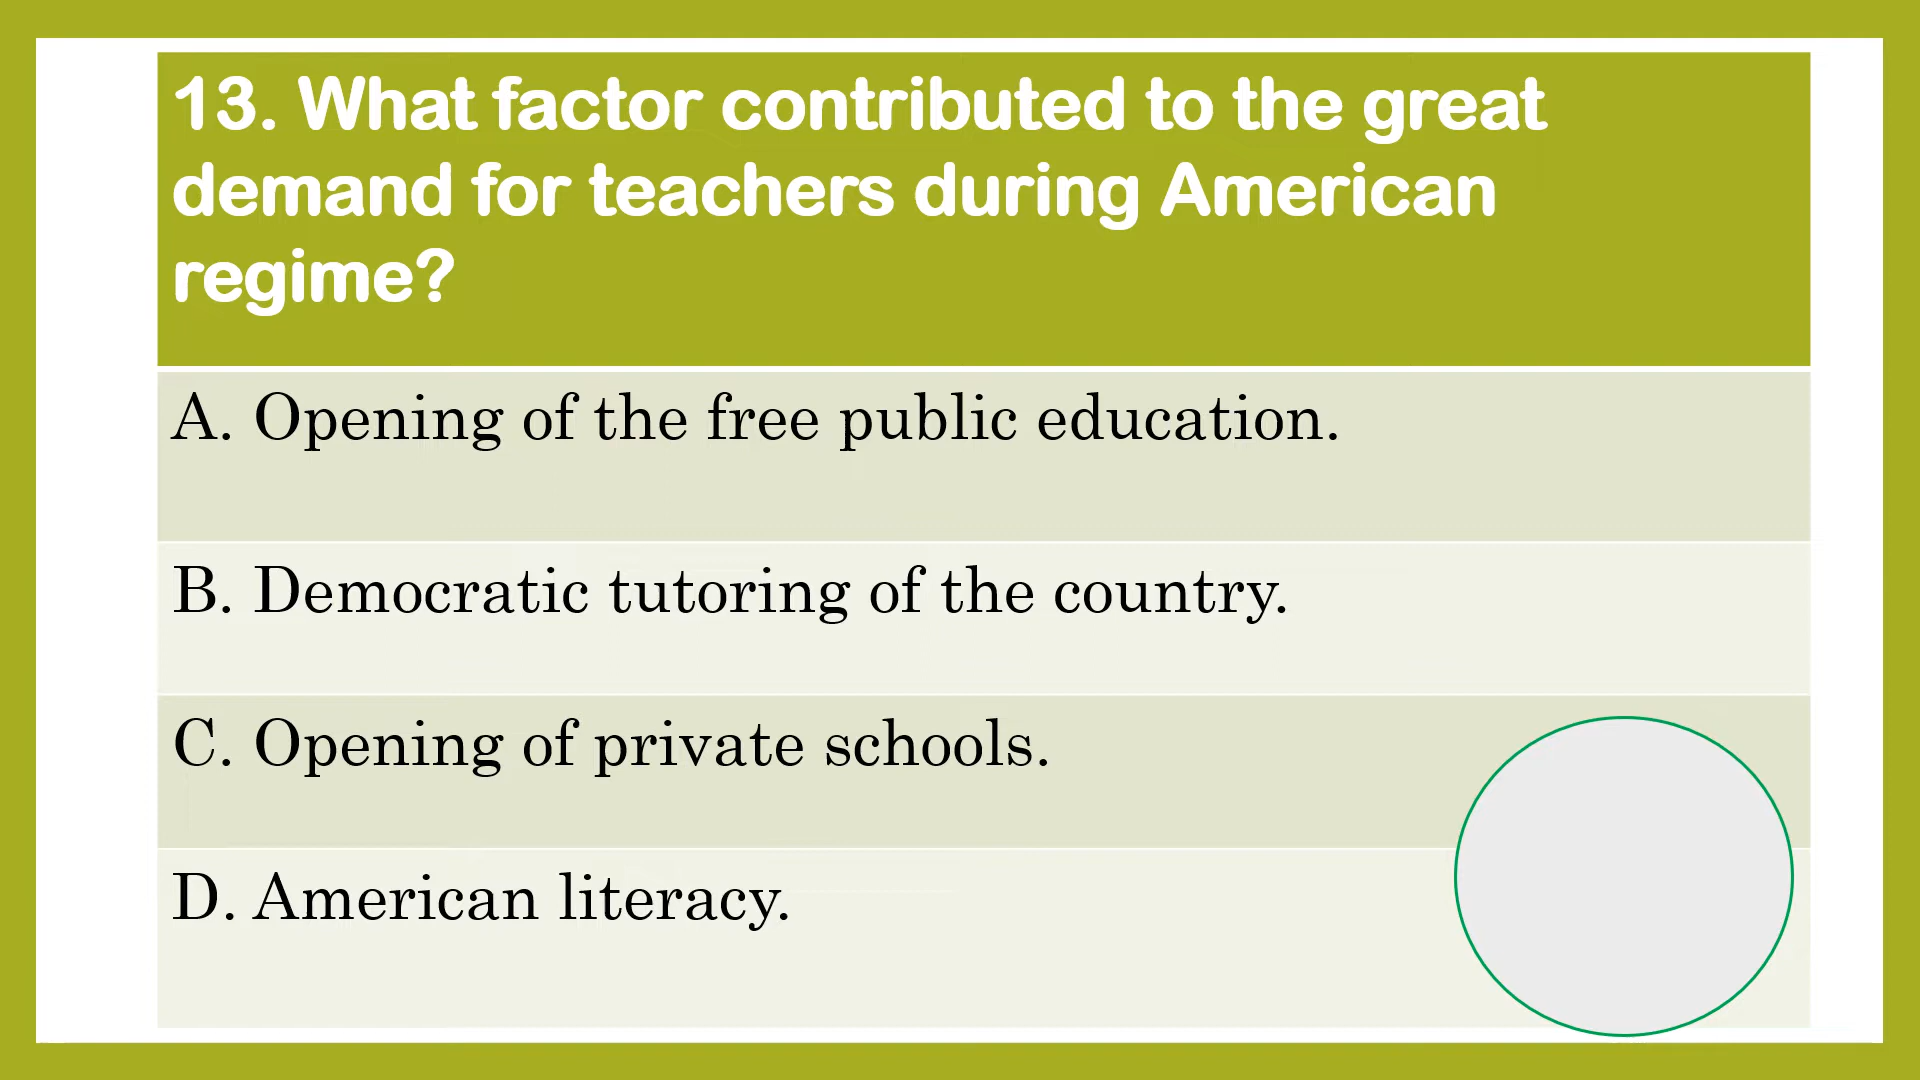 13. What factor contributed to the great
demand for teachers during American
regime?
A. Opening of the free public education.
B. Democratic tutoring of the country.
C. Opening of private schools.
D. American literacy.